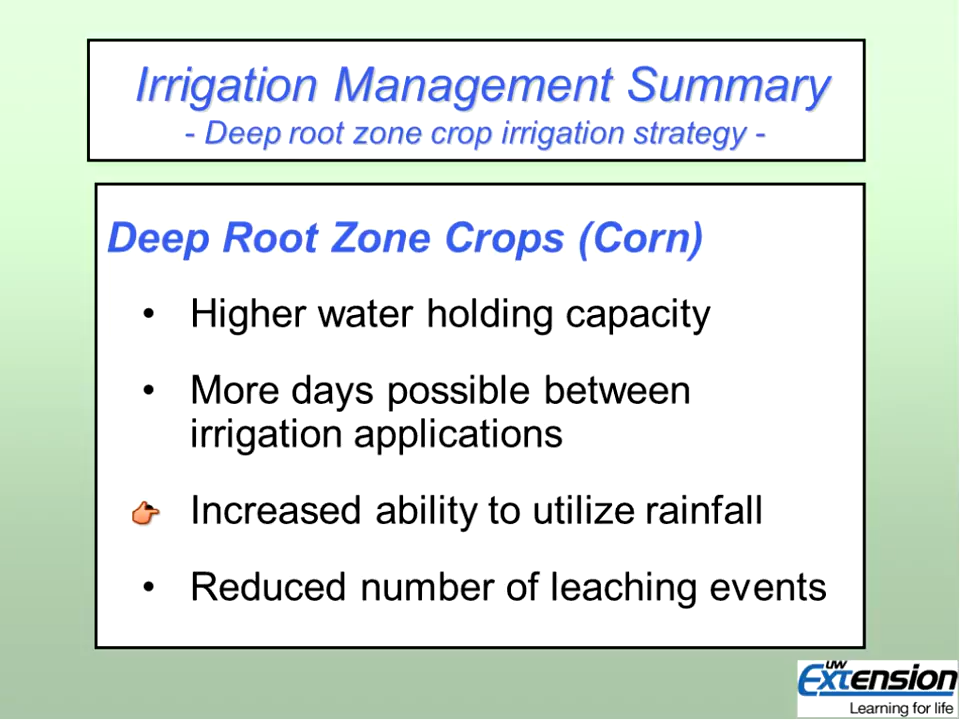 Irrigation Management Summary
- Deep root zone crop irrigation strategy -
Deep Root Zone Crops (Corn)
• Higher water holding capacity
• More days possible between
irrigation applications
Increased ability to utilize rainfall
• Reduced number of leaching events
UW
Extension
Learning for life